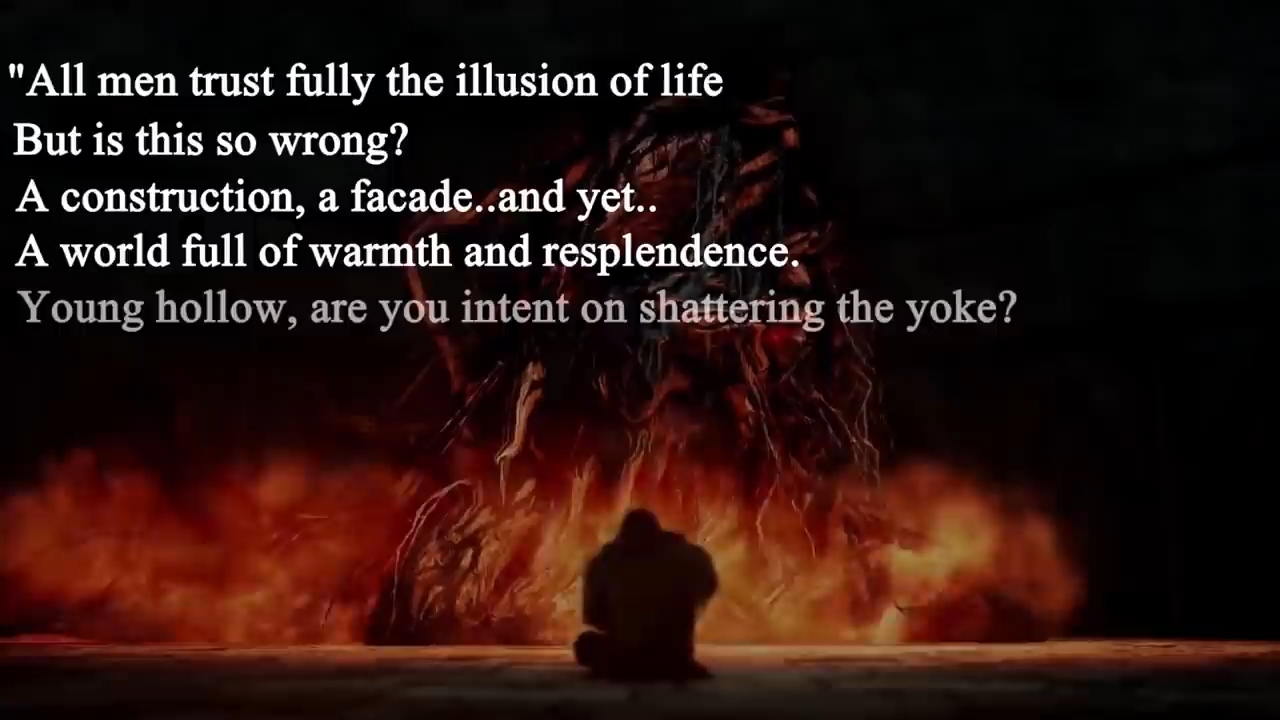 "All men trust fully the illusion of life
But is this so wrong?
A construction, a facade..and yet..
A world full of warmth and resplendence.
Young hollow, are you intent on shattering the yoke?